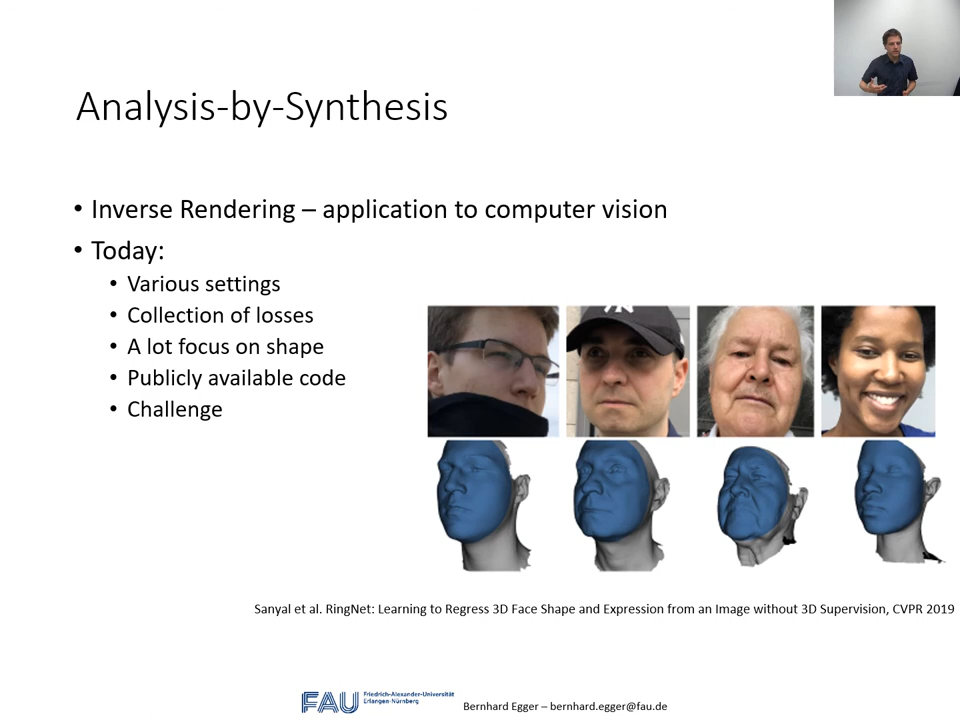 Analysis-by-Synthesis
• Inverse Rendering – application to computer vision
• Today:
• Various settings
• Collection of losses
• A lot focus on shape
• Publicly available code
• Challenge
Sanyal et al. RingNet: Learning to Regress 3D Face Shape and Expression from an Image without 3D Supervision, CVPR 2019
FAU
Friedrich-Alexander-Universität
Erlangen-Nürnberg
Bernhard Egger – bernhard.egger@fau.de